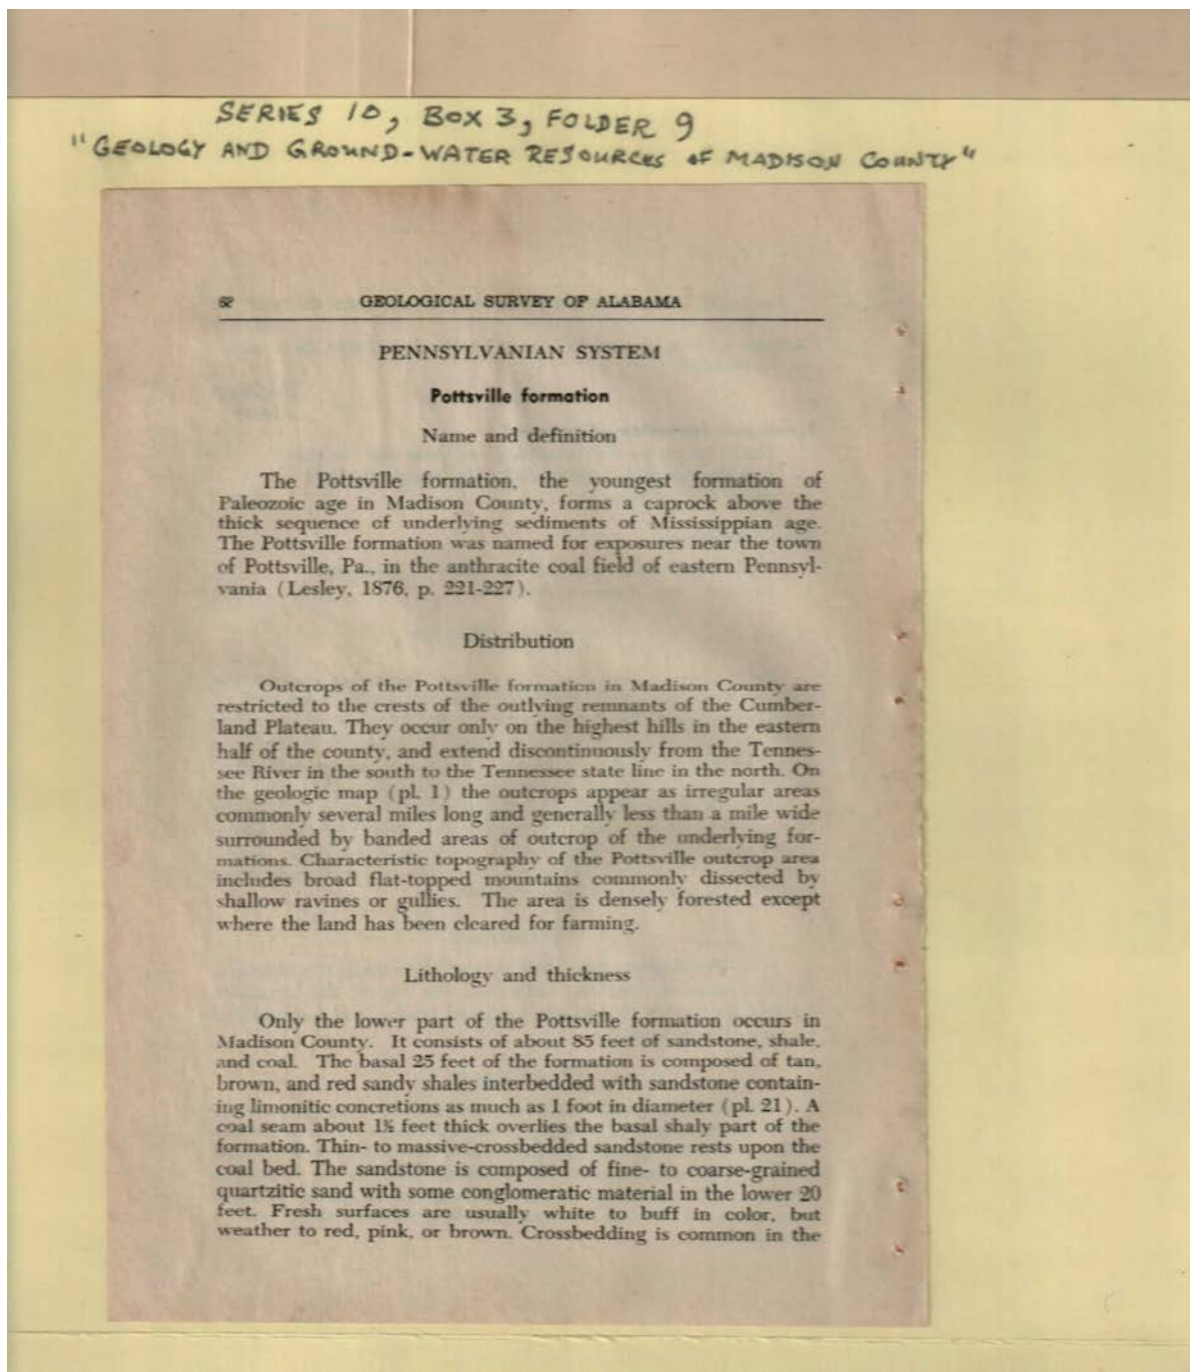 SERIES 10, BOX 3, FOLDER 9
"GEOLOGY AND GROUND-WATER RESOURCES OF MADISON COUNTY"
62 GEOLOGICAL SURVEY OF ALABAMA
PENNSYLVANIAN SYSTEM
Pottsville formation
Name and definition
The Pottsville formation, the youngest formation of
Paleozoic age in Madison County, forms a caprock above the
thick sequence of underlying sediments of Mississippian age.
The Pottsville formation was named for exposures near the town
of Pottsville, Pa., in the anthracite coal field of eastern Pennsyl-
vania (Lesley, 1876, p. 221-227).
Distribution
Outcrops of the Pottsville formation in Madison County are
restricted to the crests of the outlying remnants of the Cumber-
land Plateau. They occur only on the highest hills in the eastern
half of the county, and extend discontinuously from the Tennes-
see River in the south to the Tennessee state line in the north. On
the geologic map (pl. 1) the outcrops appear as irregular areas
commonly several miles long and generally less than a mile wide
surrounded by banded areas of outcrop of the underlying for-
mations. Characteristic topography of the Pottsville outcrop area
includes broad flat-topped mountains commonly dissected by
shallow ravines or gullies. The area is densely forested except
where the land has been cleared for farming.
Lithology and thickness
Only the lower part of the Pottsville formation occurs in
Madison County. It consists of about 85 feet of sandstone, shale,
and coal. The basal 25 feet of the formation is composed of tan,
brown, and red sandy shales interbedded with sandstone contain-
ing limonitic concretions as much as 1 foot in diameter (pl. 21). A
coal seam about 1½ feet thick overlies the basal shaly part of the
formation. Thin- to massive-crossbedded sandstone rests upon the
coal bed. The sandstone is composed of fine- to coarse-grained
quartzitic sand with some conglomeratic material in the lower 20
feet. Fresh surfaces are usually white to buff in color, but
weather to red, pink, or brown. Crossbedding is common in the